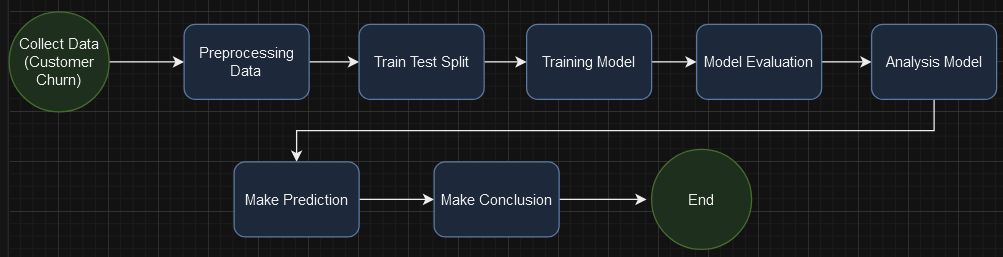 Collect Data
(Customer
Churn)
Preprocessing
Data
Train Test Split
Training Model
Model Evaluation
Analysis Model
Make Prediction
Make Conclusion
End